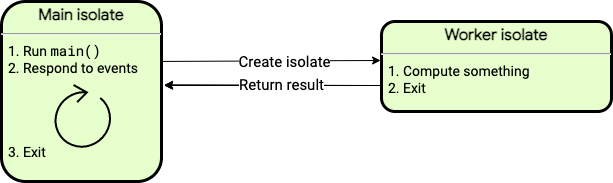 Main isolate
1. Run main()
2. Respond to events
3. Exit
Create isolate
Return result
Worker isolate
1. Compute something
2. Exit